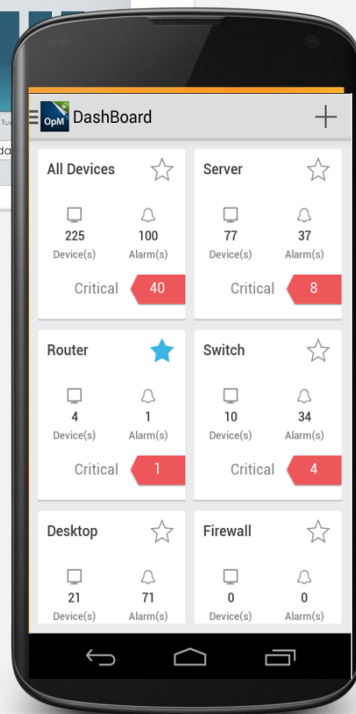 OpM DashBoard
All Devices
225 100
Device(s) Alarm(s)
Critical 40
Server
77 37
Device(s) Alarm(s)
Critical 8
Router
4 1
Device(s) Alarm(s)
Critical 1
Switch
10 34
Device(s) Alarm(s)
Critical 4
Desktop
21 71
Device(s) Alarm(s)
Firewall
0 0
Device(s) Alarm(s)